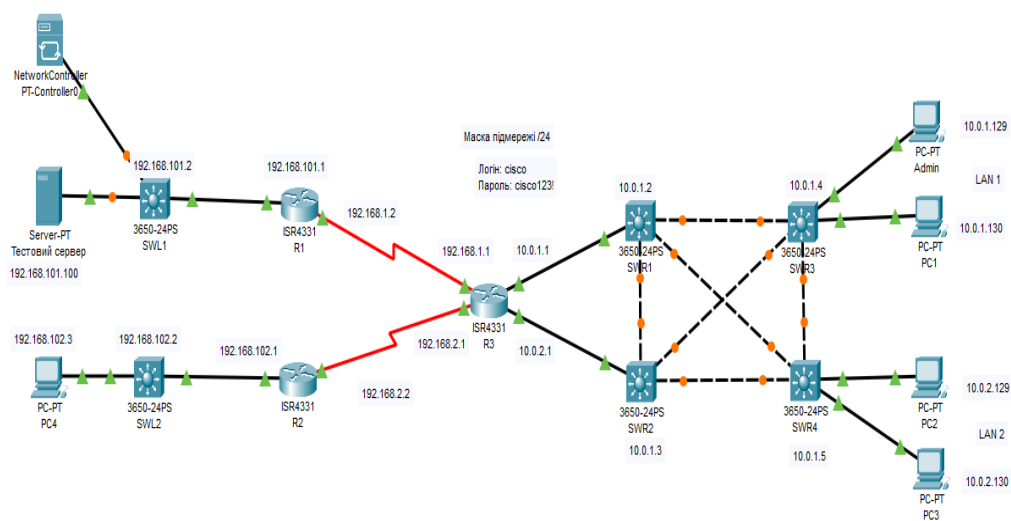 NetworkController
PT-Controller0
Server-PT
Тестовий сервер
192.168.101.100
192.168.101.2
3650-24PS
SWL1
192.168.101.1
ISR4331
R1
192.168.1.2
192.168.102.3
PC-PT
PC4
192.168.102.2
3650-24PS
SWL2
192.168.102.1
ISR4331
R2
192.168.2.2
Маска підмережі /24
Логін: cisco
Пароль: cisco123!
192.168.1.1
10.0.1.1
ISR4331
R3
192.168.2.1
10.0.2.1
10.0.1.2
3650-24PS
SWR1
3650-24PS
SWR2
10.0.1.3
10.0.1.4
3650-24PS
SWR3
3650-24PS
SWR4
10.0.1.5
PC-PT
Admin
10.0.1.129
LAN 1
PC-PT
PC1
10.0.1.130
PC-PT
PC2
10.0.2.129
LAN 2
PC-PT
PC3
10.0.2.130